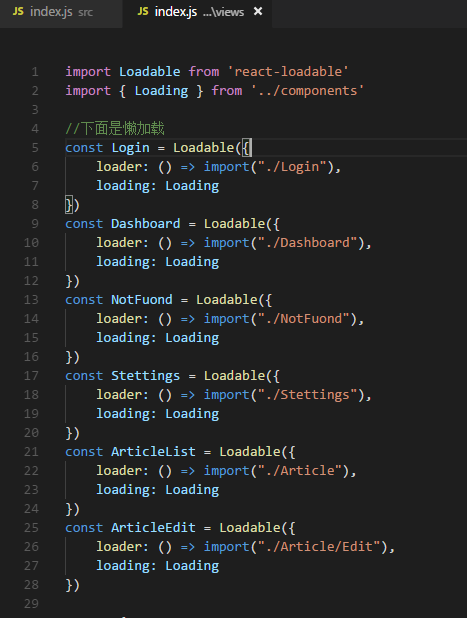 JS index.js src JS index.js ...\views ×
1 import Loadable from 'react-loadable'
2 import { Loading } from '../components'
3
4 //下面是懒加载
5 const Login = Loadable({
6 loader: () => import("./Login"),
7 loading: Loading
8 })
9 const Dashboard = Loadable({
10 loader: () => import("./Dashboard"),
11 loading: Loading
12 })
13 const NotFuond = Loadable({
14 loader: () => import("./NotFuond"),
15 loading: Loading
16 })
17 const Stettings = Loadable({
18 loader: () => import("./Stettings"),
19 loading: Loading
20 })
21 const ArticleList = Loadable({
22 loader: () => import("./Article"),
23 loading: Loading
24 })
25 const ArticleEdit = Loadable({
26 loader: () => import("./Article/Edit"),
27 loading: Loading
28 })
29